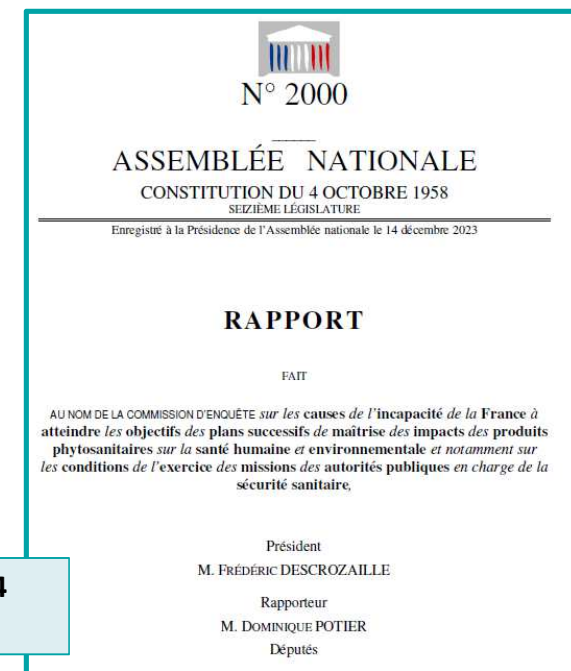 N° 2000
ASSEMBLÉE NATIONALE
CONSTITUTION DU 4 OCTOBRE 1958
SEIZIÈME LÉGISLATURE
Enregistré à la Présidence de l'Assemblée nationale le 14 décembre 2023
RAPPORT
FAIT
AU NOM DE LA COMMISSION D'ENQUÊTE sur les causes de l'incapacité de la France à
atteindre les objectifs des plans successifs de maîtrise des impacts des produits
phytosanitaires sur la santé humaine et environnementale et notamment sur
les conditions de l'exercice des missions des autorités publiques en charge de la
sécurité sanitaire,
Président
M. FRÉDÉRIC DESCROZAILLE
4
Rapporteur
M. DOMINIQUE POTIER
Députés